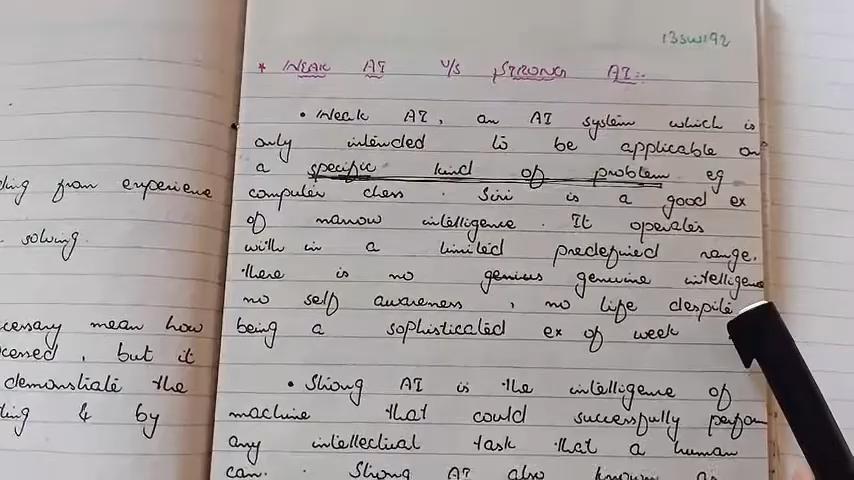 13SW192
* WEAK AI V/S STRONG AI:-
• Weak AI, an AI system which is
only intended to be applicable on
a specific kind of problem eg
computer chess. Siri is a good ex
of narrow intelligence. It operates
with in a limited predefined range.
there is no genius genuine intelligence
no self awareness, no life despite
being a sophisticated ex of week
• Strong AI is the intelligence of
machine that could successfully perform
any intellectual task that a human
can. Strong AI also known as
ding from experience
solving.
ccessary mean how
cessed, but it
demonstrate the
ting & by